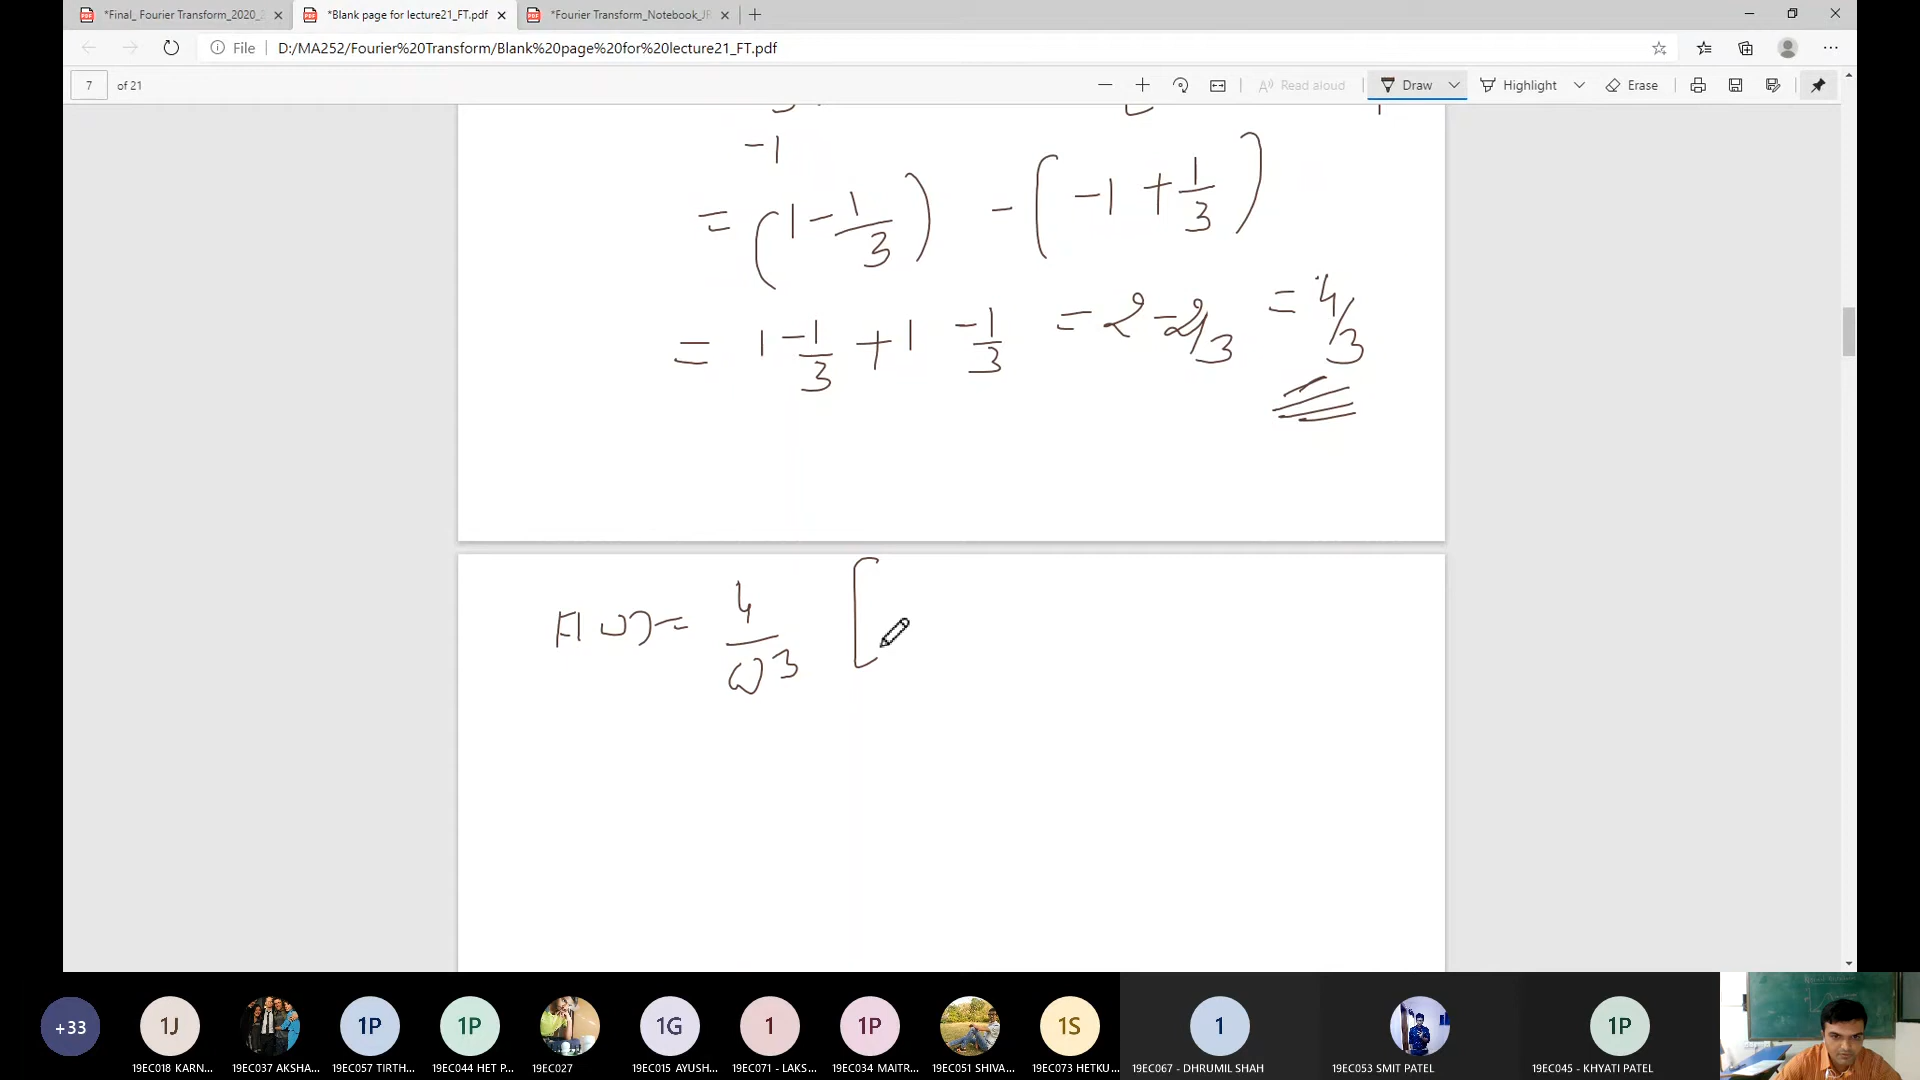 *Final_ Fourier Transform_2020_2
*Blank page for lecture21_FT.pdf
*Fourier Transform_Notebook_JF
File
D:/MA252/Fourier%20Transform/Blank%20page%20for%20lecture21_FT.pdf
7
of 21
Read aloud
Draw
Highlight
Erase
-1
= (1 - 1/3) - (-1 + 1/3)
= 1 - 1/3 + 1 - 1/3 = 2 - 2/3 = 4/3
F(ω) = 4/ω3 [
+33
1J
1P
1P
1G
1
1P
1S
1
1P
19EC018 KARN...
19EC037 AKSHA...
19EC057 TIRTH...
19EC044 HET P...
19EC027
19EC015 AYUSH...
19EC071 - LAKS...
19EC034 MAITR...
19EC051 SHIVA...
19EC073 HETKU...
19EC067 - DHRUMIL SHAH
19EC053 SMIT PATEL
19EC045 - KHYATI PATEL